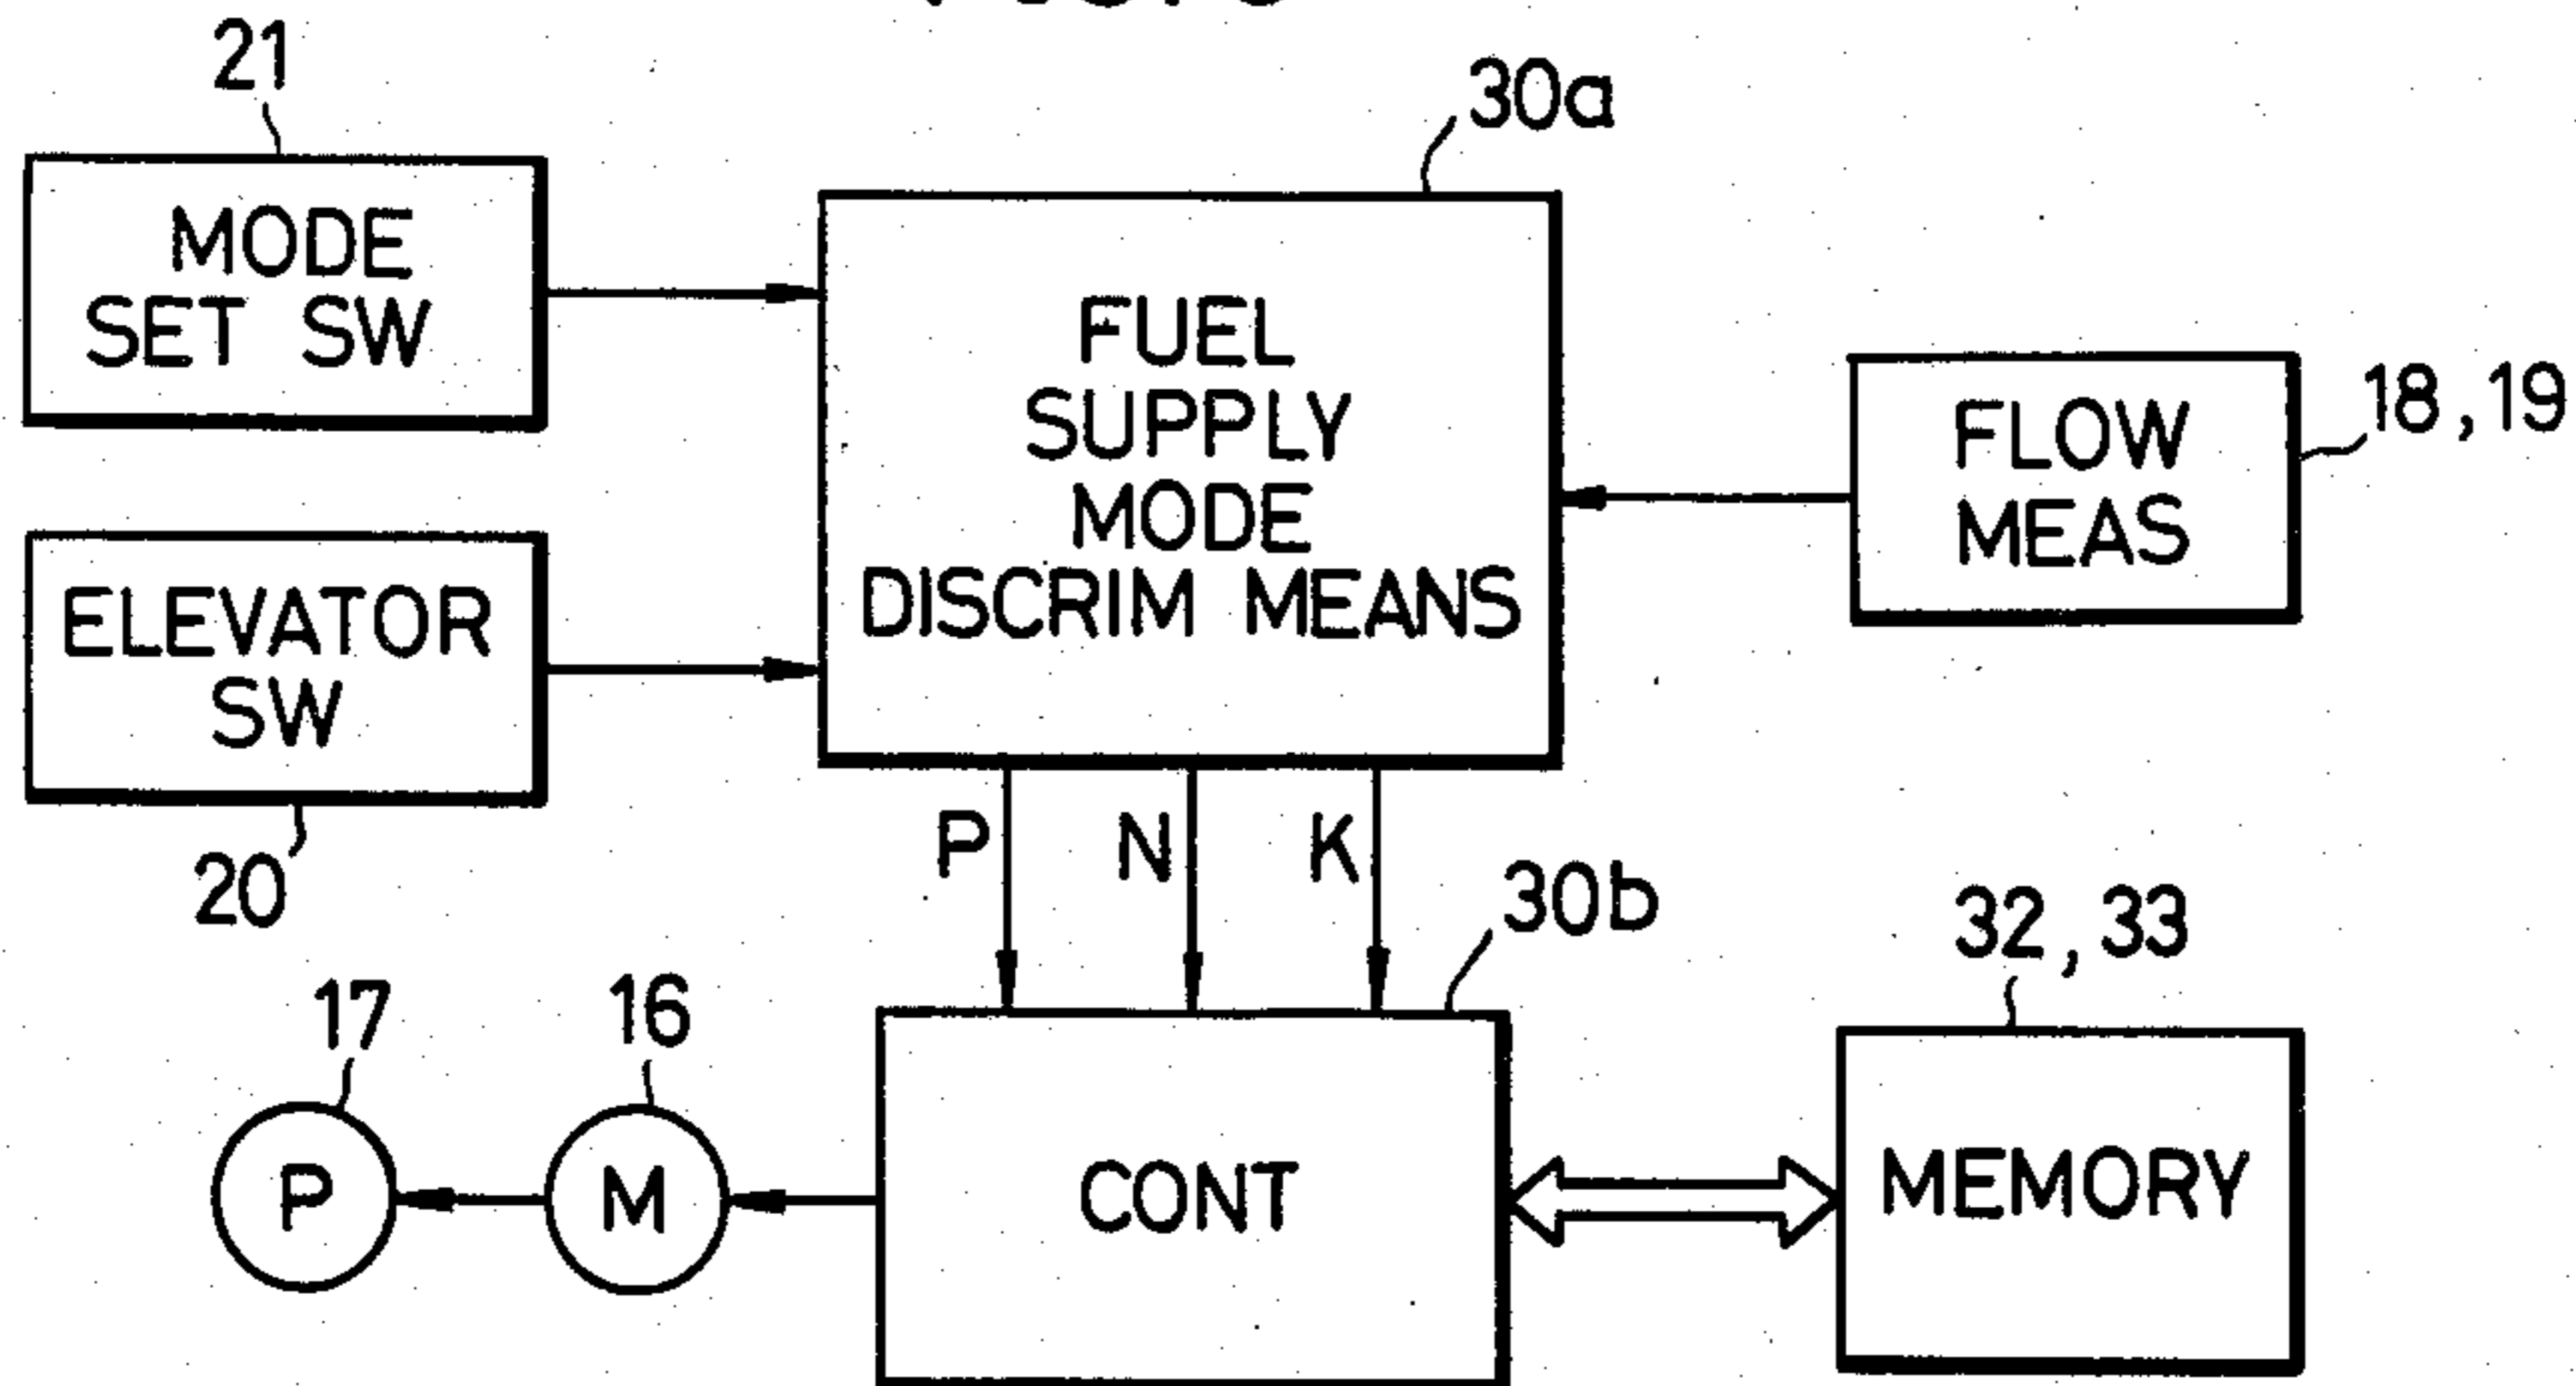 21
30a
MODE
SET SW
FUEL
SUPPLY
MODE
DISCRIM MEANS
FLOW
MEAS
18, 19
ELEVATOR
SW
20
P
N
K
30b
32, 33
17
16
P
M
CONT
MEMORY